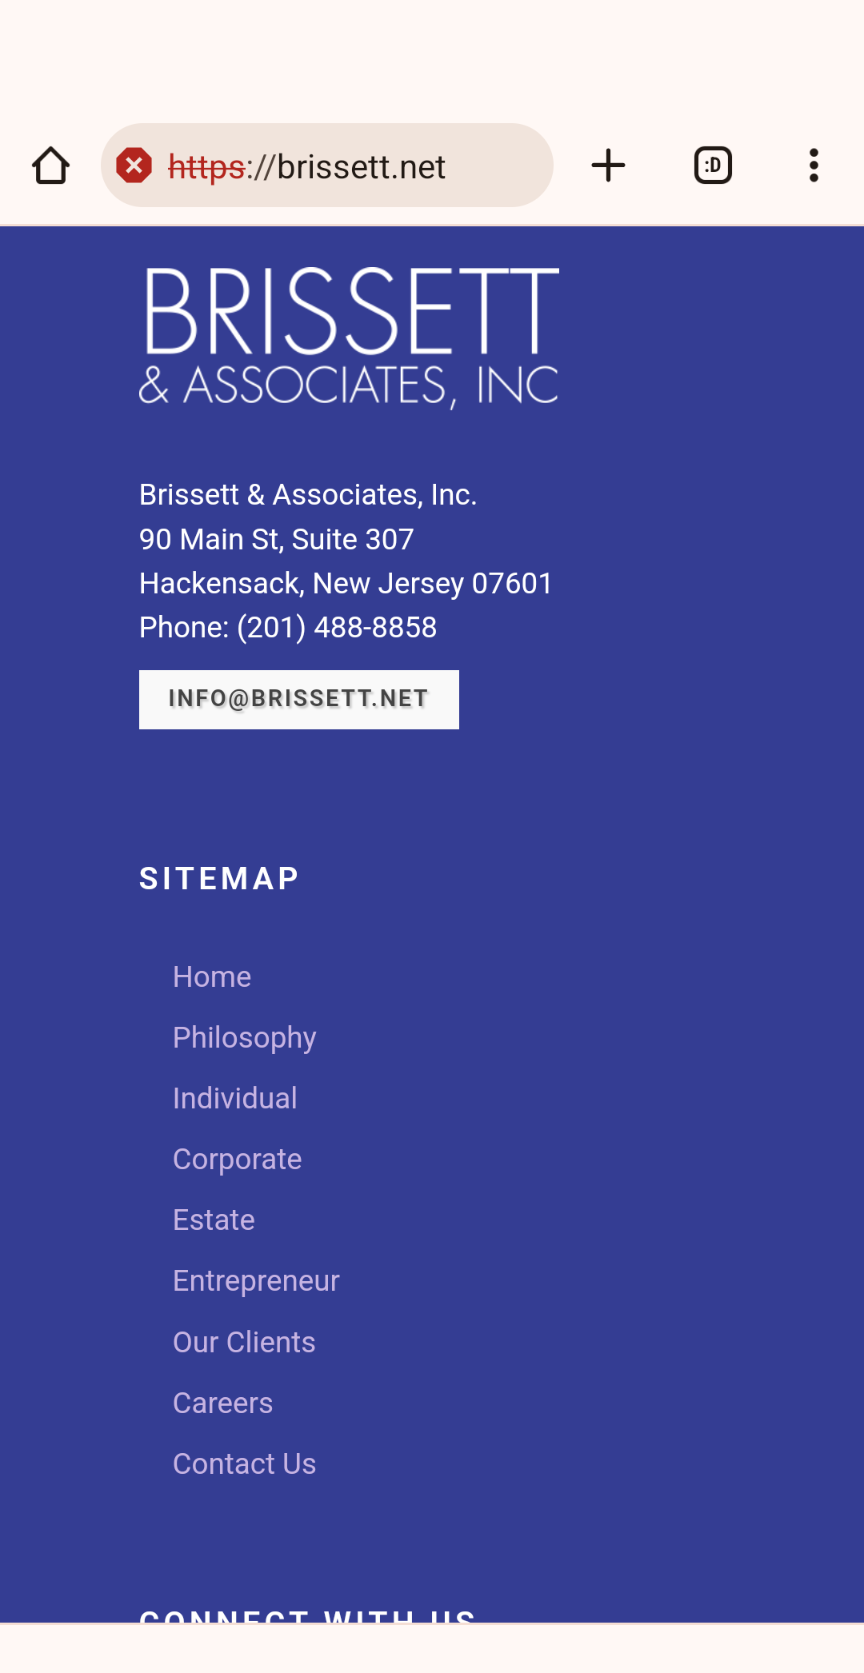 https://brissett.net
:D
BRISSETT
& ASSOCIATES, INC
Brissett & Associates, Inc.
90 Main St, Suite 307
Hackensack, New Jersey 07601
Phone: (201) 488-8858
INFO@BRISSETT.NET
SITEMAP
Home
Philosophy
Individual
Corporate
Estate
Entrepreneur
Our Clients
Careers
Contact Us
CONNECT WITH US